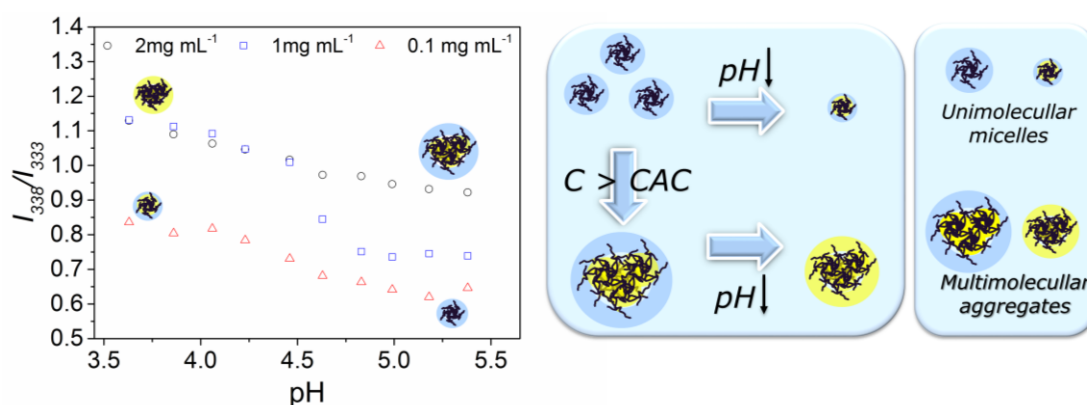 2mg mL⁻¹ 1mg mL⁻¹ 0.1 mg mL⁻¹
1.4
1.3
1.2
1.1
1.0
0.9
0.8
0.7
0.6
0.5
I₃₃₈/I₃₃₃
3.5 4.0 4.5 5.0 5.5
pH
pH
C > CAC
pH
Unimolecullar
micelles
Multimolecullar
aggregates